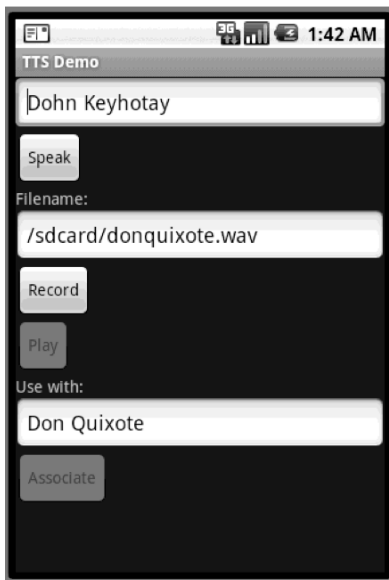 3G 1:42 AM
TTS Demo
Dohn Keyhotay
Speak
Filename:
/sdcard/donquixote.wav
Record
Play
Use with:
Don Quixote
Associate